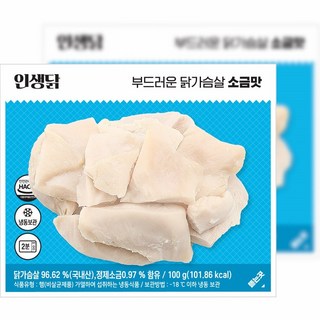 인생닭
부드러운 닭가슴살 소금맛
HAC
냉동보관
2분
닭가슴살 96.62 %(국내산),정제소금0.97 % 함유 / 100 g (101.86 kcal)
식품유형 : 햄(비살균제품) 가열하여 섭취하는 냉동식품 / 보관방법 : -18 ℃ 이하 냉동 보관
인생닭
부드러운 닭가슴살 소금맛